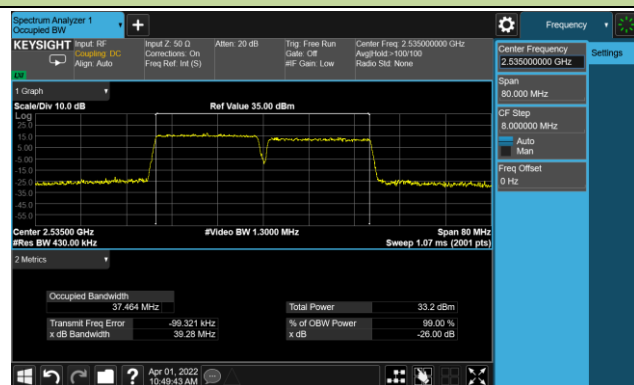 Spectrum Analyzer 1
Occupied BW
+
Frequency
KEYSIGHT
Input: RF
Coupling: DC
Align: Auto
Input Z: 50 Ω
Corrections: On
Freq Ref: Int (S)
Atten: 20 dB
Trig: Free Run
Gate: Off
#IF Gain: Low
Center Freq: 2.535000000 GHz
Avg|Hold:>100/100
Radio Std: None
Center Frequency
2.535000000 GHz
Settings
Span
80.000 MHz
CF Step
8.000000 MHz
Auto
Man
Freq Offset
0 Hz
1 Graph
Scale/Div 10.0 dB
Ref Value 35.00 dBm
Log
25.0
15.0
5.00
-5.00
-15.0
-25.0
-35.0
-45.0
-55.0
Center 2.53500 GHz
#Video BW 1.3000 MHz
Span 80 MHz
#Res BW 430.00 kHz
Sweep 1.07 ms (2001 pts)
2 Metrics
Occupied Bandwidth
37.464 MHz
Total Power
33.2 dBm
Transmit Freq Error
-99.321 kHz
% of OBW Power
99.00 %
x dB Bandwidth
39.28 MHz
x dB
-26.00 dB
?
Apr 01, 2022
10:49:43 AM